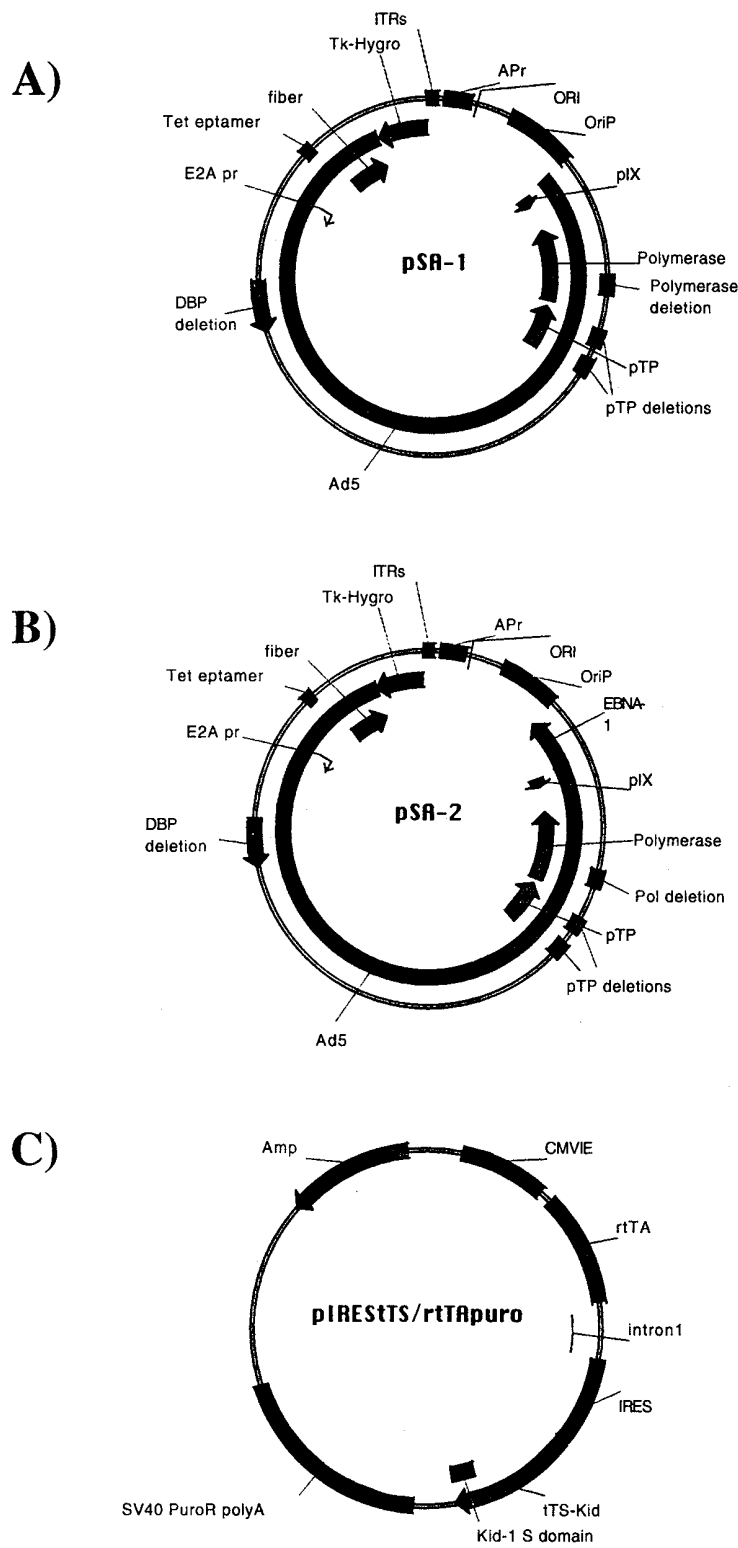 A)
ITRs
Tk-Hygro
APr
fiber
ORI
Tet eptamer
OriP
E2A pr
pIX
pSA-1
Polymerase
DBP
deletion
Polymerase
deletion
pTP
pTP deletions
Ad5
B)
ITRs
Tk-Hygro
APr
fiber
ORI
Tet eptamer
OriP
EBNA-
1
E2A pr
pIX
pSA-2
DBP
deletion
Polymerase
Pol deletion
pTP
pTP deletions
Ad5
C)
Amp
CMVIE
rtTA
pIREStTS/rtTApuro
intron1
IRES
SV40 PuroR polyA
tTS-Kid
Kid-1 S domain